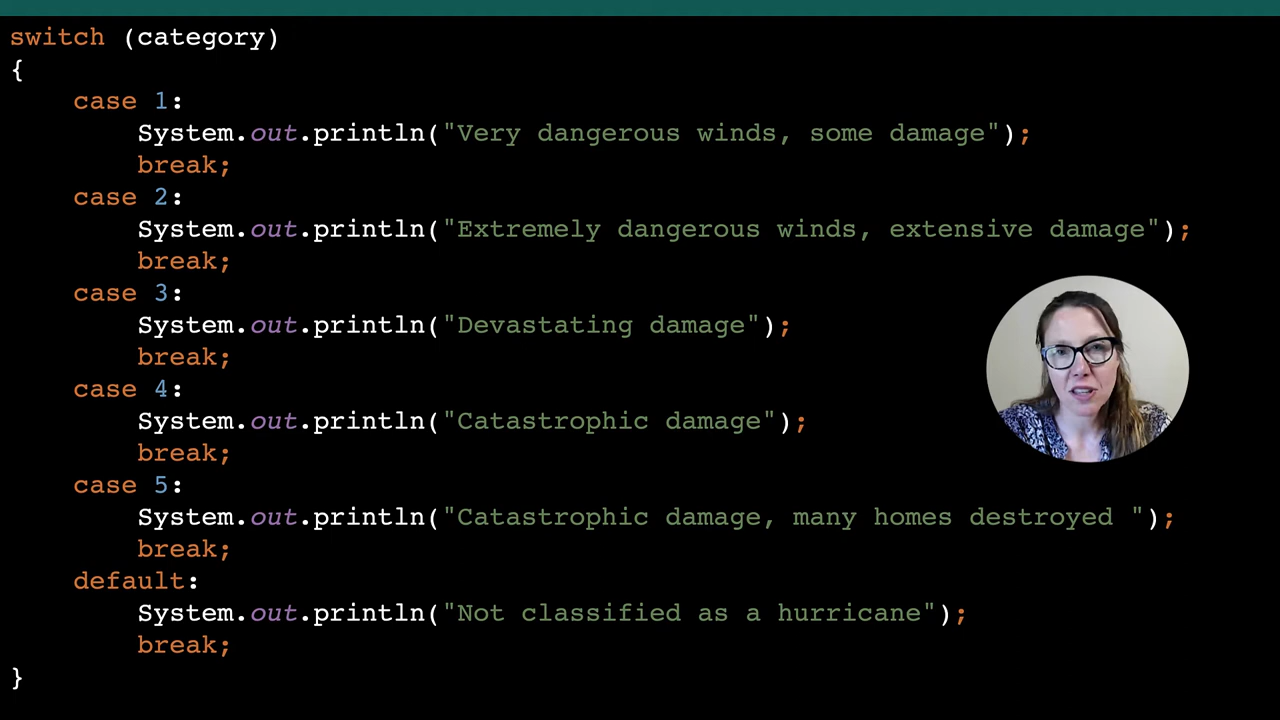 switch (category)
{
    case 1:
        System.out.println("Very dangerous winds, some damage");
        break;
    case 2:
        System.out.println("Extremely dangerous winds, extensive damage");
        break;
    case 3:
        System.out.println("Devastating damage");
        break;
    case 4:
        System.out.println("Catastrophic damage");
        break;
    case 5:
        System.out.println("Catastrophic damage, many homes destroyed ");
        break;
    default:
        System.out.println("Not classified as a hurricane");
        break;
}